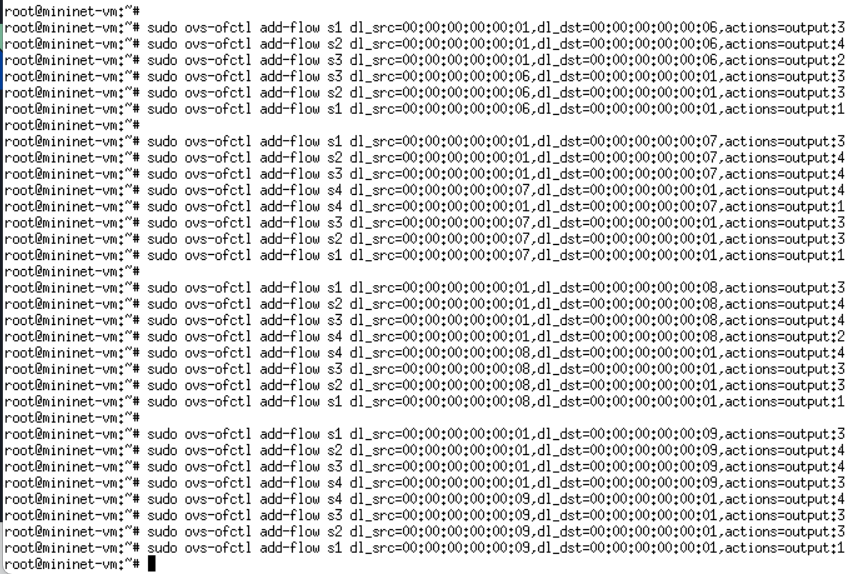 root@mininet-vm:~#
root@mininet-vm:~# sudo ovs-ofctl add-flow s1 dl_src=00:00:00:00:00:01,dl_dst=00:00:00:00:00:06,actions=output:3
root@mininet-vm:~# sudo ovs-ofctl add-flow s2 dl_src=00:00:00:00:00:01,dl_dst=00:00:00:00:00:06,actions=output:4
root@mininet-vm:~# sudo ovs-ofctl add-flow s3 dl_src=00:00:00:00:00:01,dl_dst=00:00:00:00:00:06,actions=output:2
root@mininet-vm:~# sudo ovs-ofctl add-flow s3 dl_src=00:00:00:00:00:06,dl_dst=00:00:00:00:00:01,actions=output:3
root@mininet-vm:~# sudo ovs-ofctl add-flow s2 dl_src=00:00:00:00:00:06,dl_dst=00:00:00:00:00:01,actions=output:3
root@mininet-vm:~# sudo ovs-ofctl add-flow s1 dl_src=00:00:00:00:00:06,dl_dst=00:00:00:00:00:01,actions=output:1
root@mininet-vm:~#
root@mininet-vm:~# sudo ovs-ofctl add-flow s1 dl_src=00:00:00:00:00:01,dl_dst=00:00:00:00:00:07,actions=output:3
root@mininet-vm:~# sudo ovs-ofctl add-flow s2 dl_src=00:00:00:00:00:01,dl_dst=00:00:00:00:00:07,actions=output:4
root@mininet-vm:~# sudo ovs-ofctl add-flow s3 dl_src=00:00:00:00:00:01,dl_dst=00:00:00:00:00:07,actions=output:4
root@mininet-vm:~# sudo ovs-ofctl add-flow s4 dl_src=00:00:00:00:00:07,dl_dst=00:00:00:00:00:01,actions=output:4
root@mininet-vm:~# sudo ovs-ofctl add-flow s4 dl_src=00:00:00:00:00:01,dl_dst=00:00:00:00:00:07,actions=output:1
root@mininet-vm:~# sudo ovs-ofctl add-flow s3 dl_src=00:00:00:00:00:07,dl_dst=00:00:00:00:00:01,actions=output:3
root@mininet-vm:~# sudo ovs-ofctl add-flow s2 dl_src=00:00:00:00:00:07,dl_dst=00:00:00:00:00:01,actions=output:3
root@mininet-vm:~# sudo ovs-ofctl add-flow s1 dl_src=00:00:00:00:00:07,dl_dst=00:00:00:00:00:01,actions=output:1
root@mininet-vm:~#
root@mininet-vm:~# sudo ovs-ofctl add-flow s1 dl_src=00:00:00:00:00:01,dl_dst=00:00:00:00:00:08,actions=output:3
root@mininet-vm:~# sudo ovs-ofctl add-flow s2 dl_src=00:00:00:00:00:01,dl_dst=00:00:00:00:00:08,actions=output:4
root@mininet-vm:~# sudo ovs-ofctl add-flow s3 dl_src=00:00:00:00:00:01,dl_dst=00:00:00:00:00:08,actions=output:4
root@mininet-vm:~# sudo ovs-ofctl add-flow s4 dl_src=00:00:00:00:00:01,dl_dst=00:00:00:00:00:08,actions=output:2
root@mininet-vm:~# sudo ovs-ofctl add-flow s4 dl_src=00:00:00:00:00:08,dl_dst=00:00:00:00:00:01,actions=output:4
root@mininet-vm:~# sudo ovs-ofctl add-flow s3 dl_src=00:00:00:00:00:08,dl_dst=00:00:00:00:00:01,actions=output:3
root@mininet-vm:~# sudo ovs-ofctl add-flow s2 dl_src=00:00:00:00:00:08,dl_dst=00:00:00:00:00:01,actions=output:3
root@mininet-vm:~# sudo ovs-ofctl add-flow s1 dl_src=00:00:00:00:00:08,dl_dst=00:00:00:00:00:01,actions=output:1
root@mininet-vm:~#
root@mininet-vm:~# sudo ovs-ofctl add-flow s1 dl_src=00:00:00:00:00:01,dl_dst=00:00:00:00:00:09,actions=output:3
root@mininet-vm:~# sudo ovs-ofctl add-flow s2 dl_src=00:00:00:00:00:01,dl_dst=00:00:00:00:00:09,actions=output:4
root@mininet-vm:~# sudo ovs-ofctl add-flow s3 dl_src=00:00:00:00:00:01,dl_dst=00:00:00:00:00:09,actions=output:4
root@mininet-vm:~# sudo ovs-ofctl add-flow s4 dl_src=00:00:00:00:00:01,dl_dst=00:00:00:00:00:09,actions=output:3
root@mininet-vm:~# sudo ovs-ofctl add-flow s4 dl_src=00:00:00:00:00:09,dl_dst=00:00:00:00:00:01,actions=output:4
root@mininet-vm:~# sudo ovs-ofctl add-flow s3 dl_src=00:00:00:00:00:09,dl_dst=00:00:00:00:00:01,actions=output:3
root@mininet-vm:~# sudo ovs-ofctl add-flow s2 dl_src=00:00:00:00:00:09,dl_dst=00:00:00:00:00:01,actions=output:3
root@mininet-vm:~# sudo ovs-ofctl add-flow s1 dl_src=00:00:00:00:00:09,dl_dst=00:00:00:00:00:01,actions=output:1
root@mininet-vm:~#